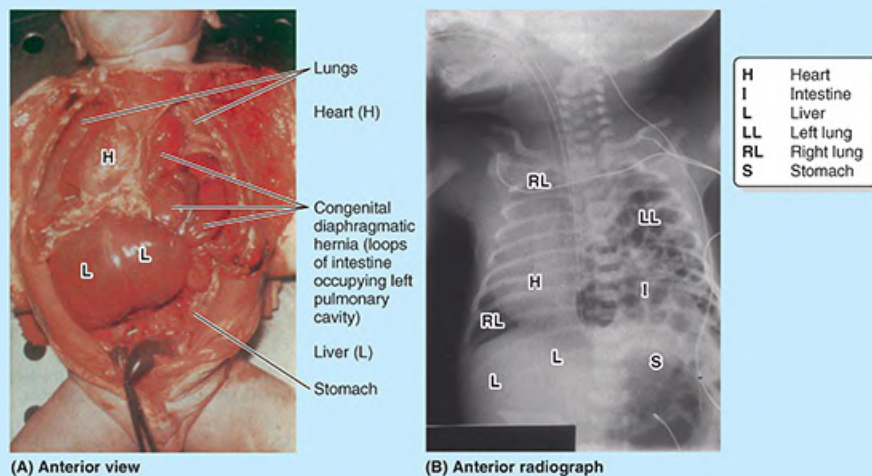 Lungs
Heart (H)
H
Congenital
diaphragmatic
hernia (loops
of intestine
occupying left
pulmonary
cavity)
L
L
Liver (L)
Stomach
(A) Anterior view
RL
LL
H
I
RL
L
S
L
(B) Anterior radiograph
H Heart
I Intestine
L Liver
LL Left lung
RL Right lung
S Stomach